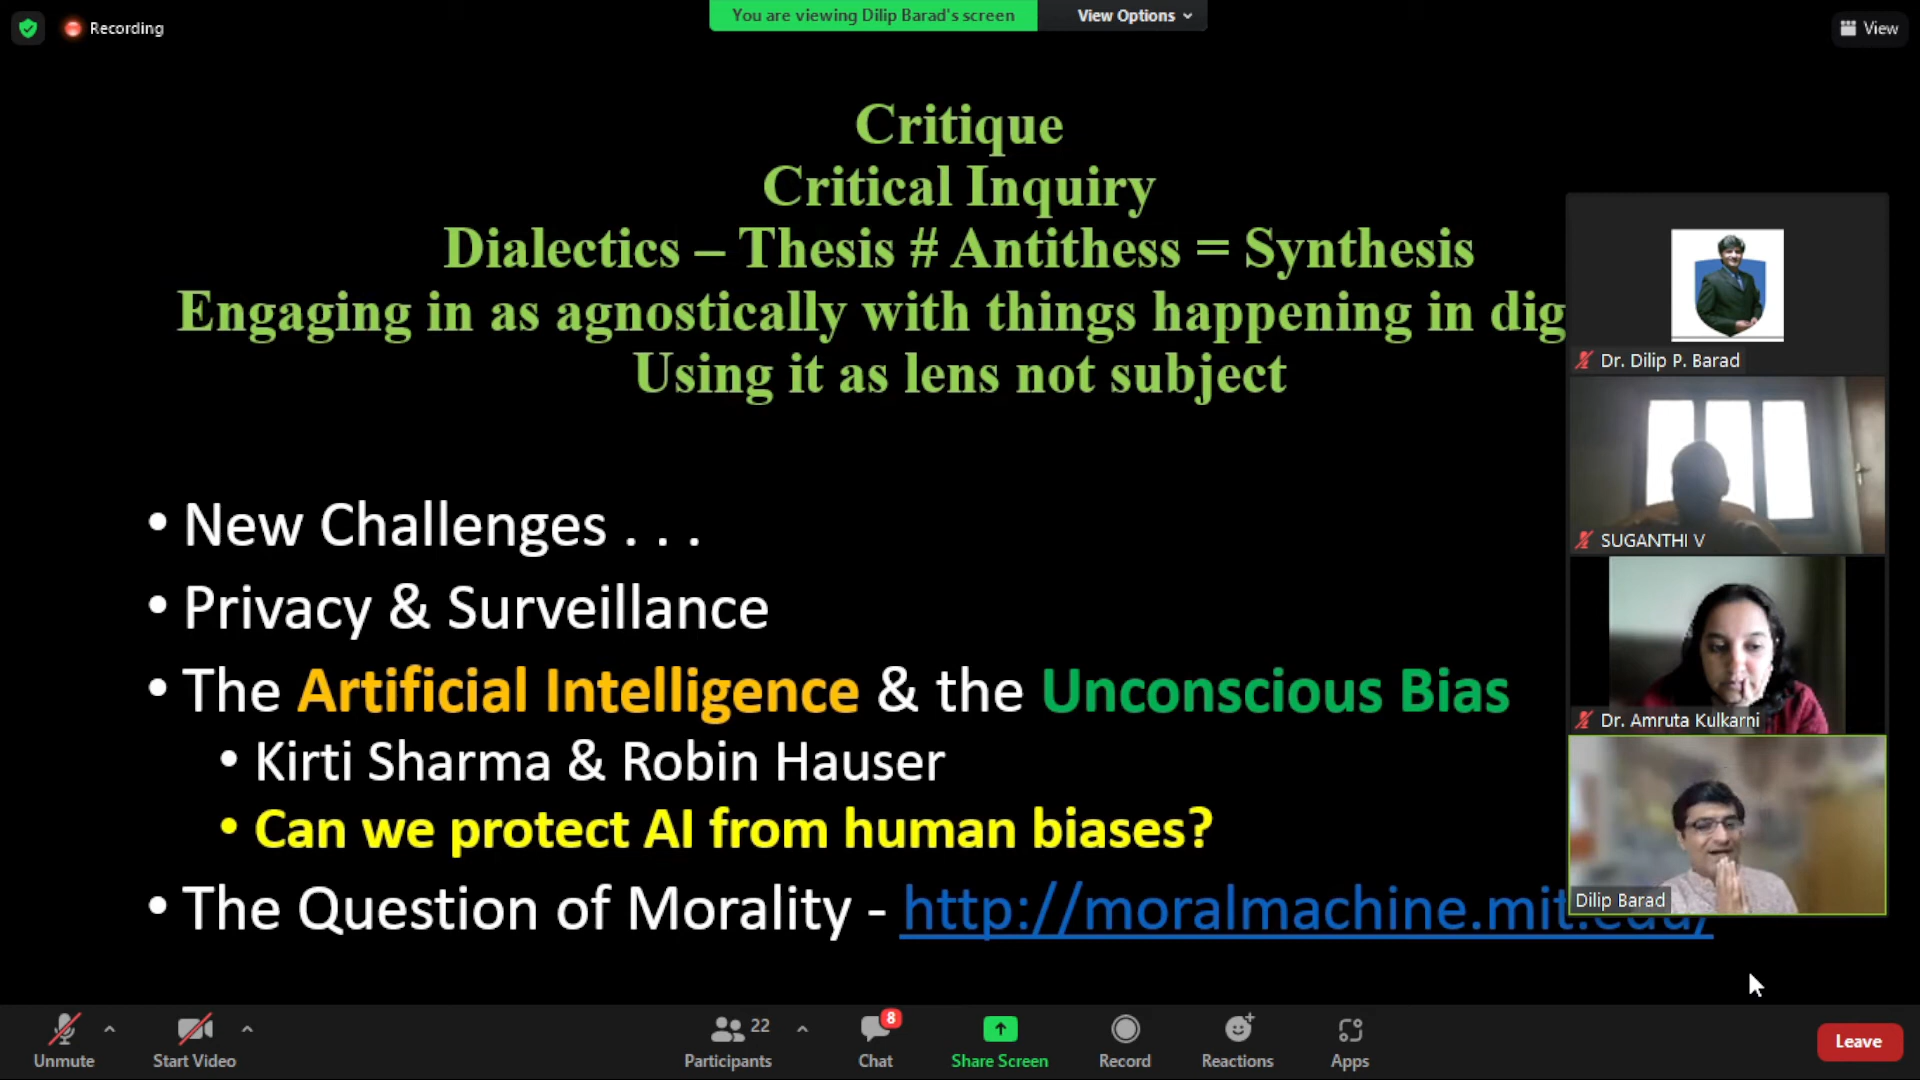 Recording
You are viewing Dilip Barad's screen
View Options
View
Critique
Critical Inquiry
Dialectics – Thesis # Antithess = Synthesis
Engaging in as agnostically with things happening in dig
Using it as lens not subject
• New Challenges . . .
• Privacy & Surveillance
• The Artificial Intelligence & the Unconscious Bias
• Kirti Sharma & Robin Hauser
• Can we protect AI from human biases?
• The Question of Morality - http://moralmachine.mit.edu/
Dr. Dilip P. Barad
SUGANTHI V
Dr. Amruta Kulkarni
Dilip Barad
Unmute
Start Video
22
Participants
8
Chat
Share Screen
Record
Reactions
Apps
Leave